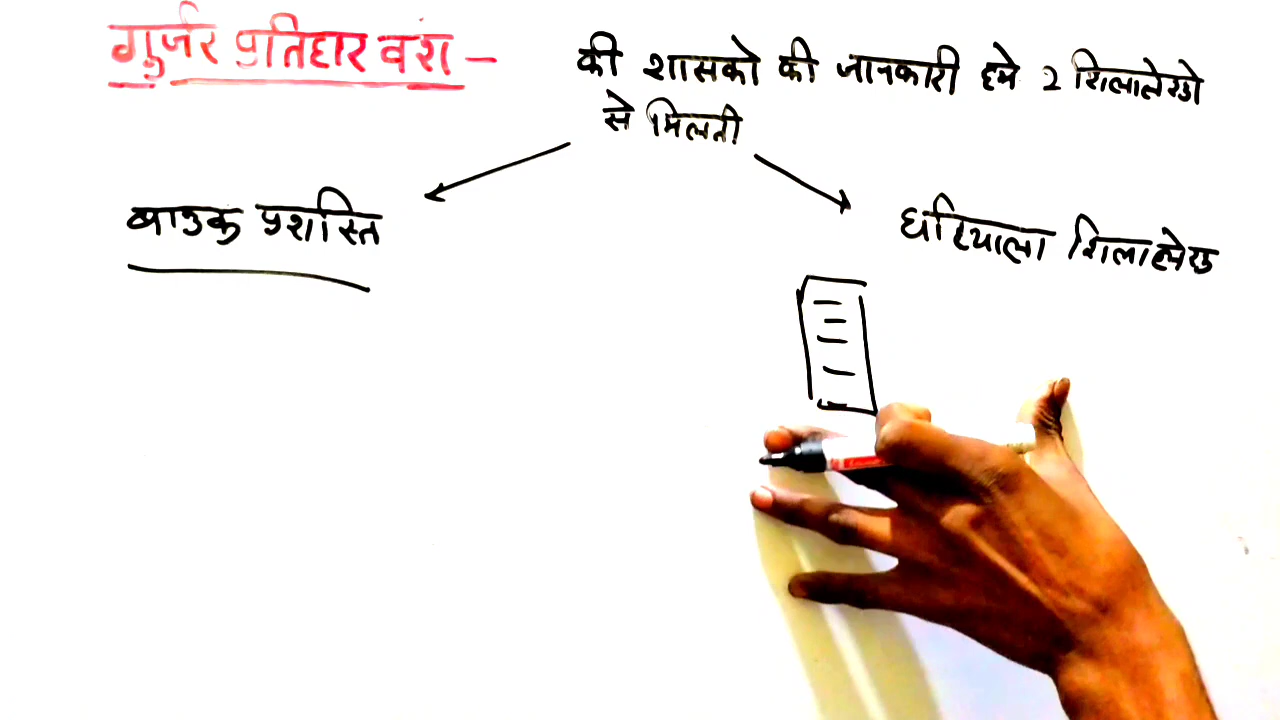 गुर्जर प्रतिहार वंश –
की शासको की जानकारी हमे 2 शिलालेखो
से मिलती
बाउक प्रशस्ति
घटियाला शिलालेख